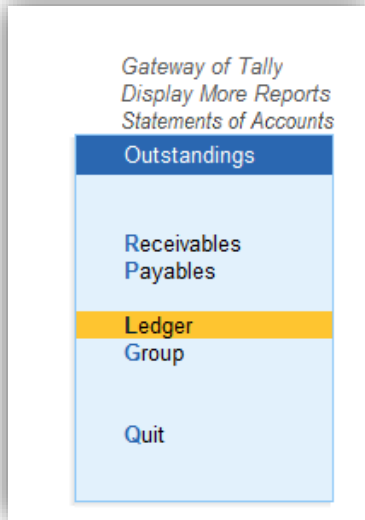 Gateway of Tally
Display More Reports
Statements of Accounts
Outstandings
Receivables
Payables
Ledger
Group
Quit